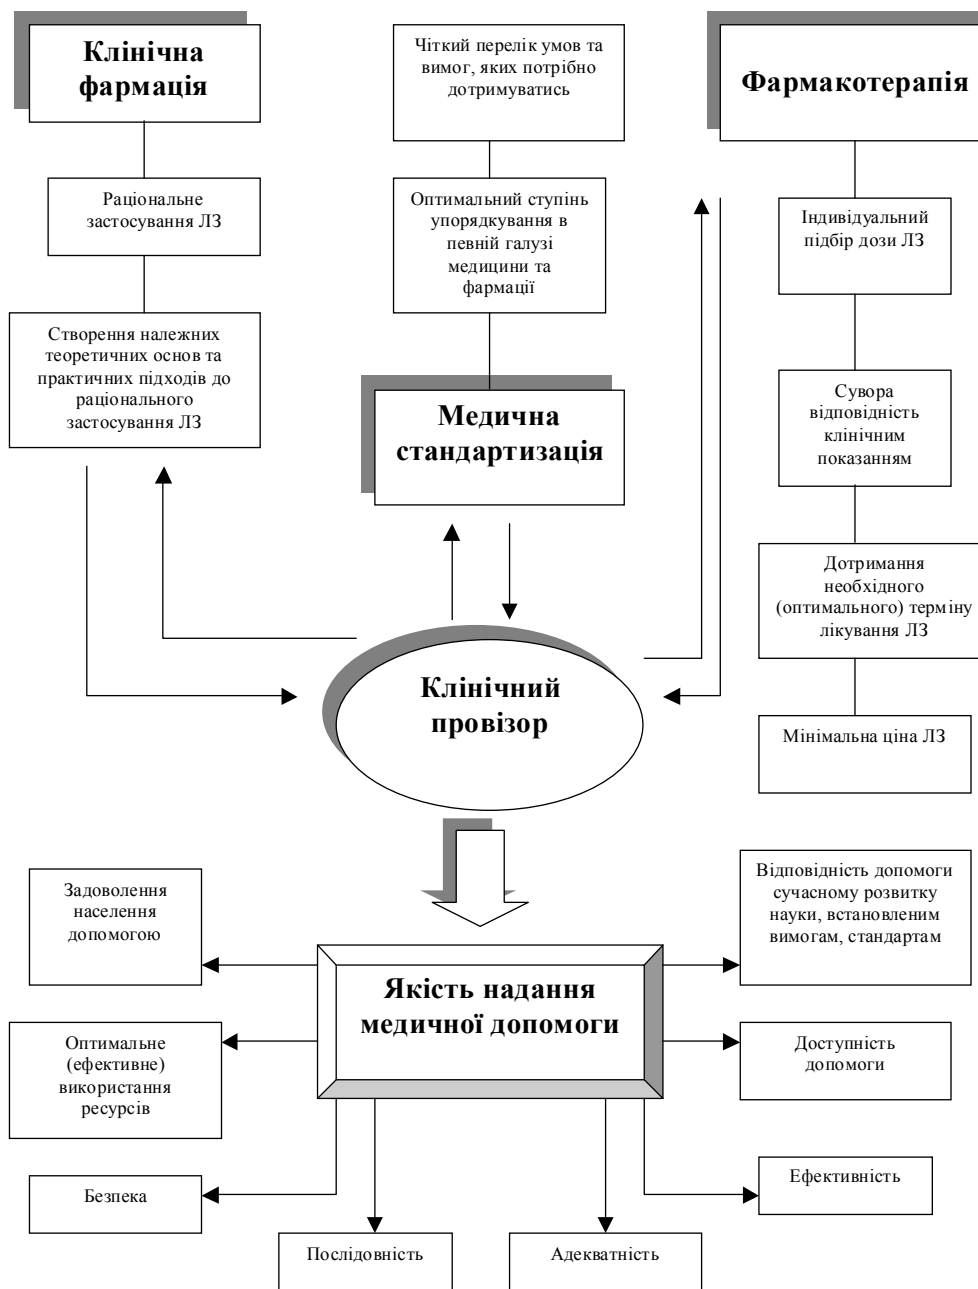 Клінічна
фармація
Раціональне
застосування ЛЗ
Створення належних
теоретичних основ та
практичних підходів до
раціонального
застосування ЛЗ
Чіткий перелік умов та
вимог, яких потрібно
дотримуватись
Оптимальний ступінь
упорядкування в
певній галузі
медицини та
фармації
Медична
стандартизація
Фармакотерапія
Індивідуальний
підбір дози ЛЗ
Сувора
відповідність
клінічним
показанням
Дотримання
необхідного
(оптимального) терміну
лікування ЛЗ
Мінімальна ціна ЛЗ
Клінічний
провізор
Якість надання
медичної допомоги
Задоволення
населення
допомогою
Оптимальне
(ефективне)
використання
ресурсів
Безпека
Послідовність
Адекватність
Ефективність
Доступність
допомоги
Відповідність допомоги
сучасному розвитку
науки, встановленим
вимогам, стандартам